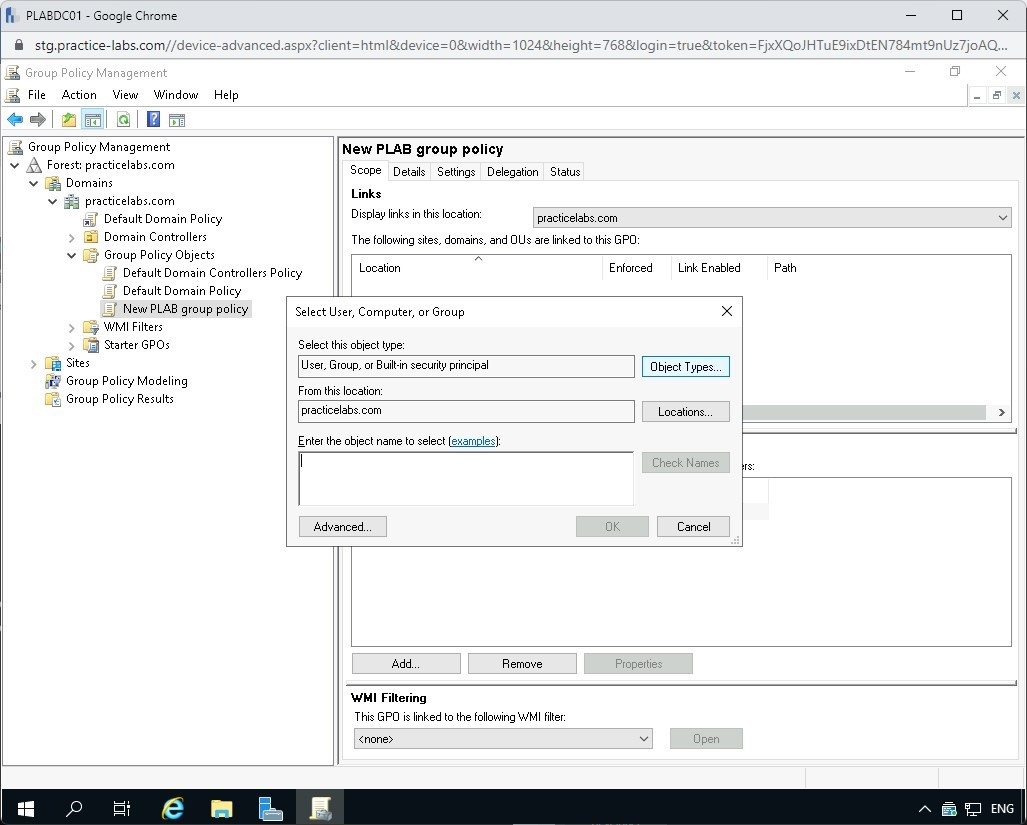 PLABDC01 - Google Chrome
stg.practice-labs.com//device-advanced.aspx?client=html&device=0&width=1024&height=768&login=true&token=FjxXQoJHTuE9ixDtEN784mt9nUz7joAQ...
Group Policy Management
File Action View Window Help
Group Policy Management
Forest: practicelabs.com
Domains
practicelabs.com
Default Domain Policy
Domain Controllers
Group Policy Objects
Default Domain Controllers Policy
Default Domain Policy
New PLAB group policy
WMI Filters
Starter GPOs
Sites
Group Policy Modeling
Group Policy Results
New PLAB group policy
Scope Details Settings Delegation Status
Links
Display links in this location: practicelabs.com
The following sites, domains, and OUs are linked to this GPO:
Location Enforced Link Enabled Path
Select User, Computer, or Group
Select this object type:
User, Group, or Built-in security principal Object Types...
From this location:
practicelabs.com Locations...
Enter the object name to select (examples):
Check Names
Advanced... OK Cancel
ers:
Add... Remove Properties
WMI Filtering
This GPO is linked to the following WMI filter:
<none> Open
ENG